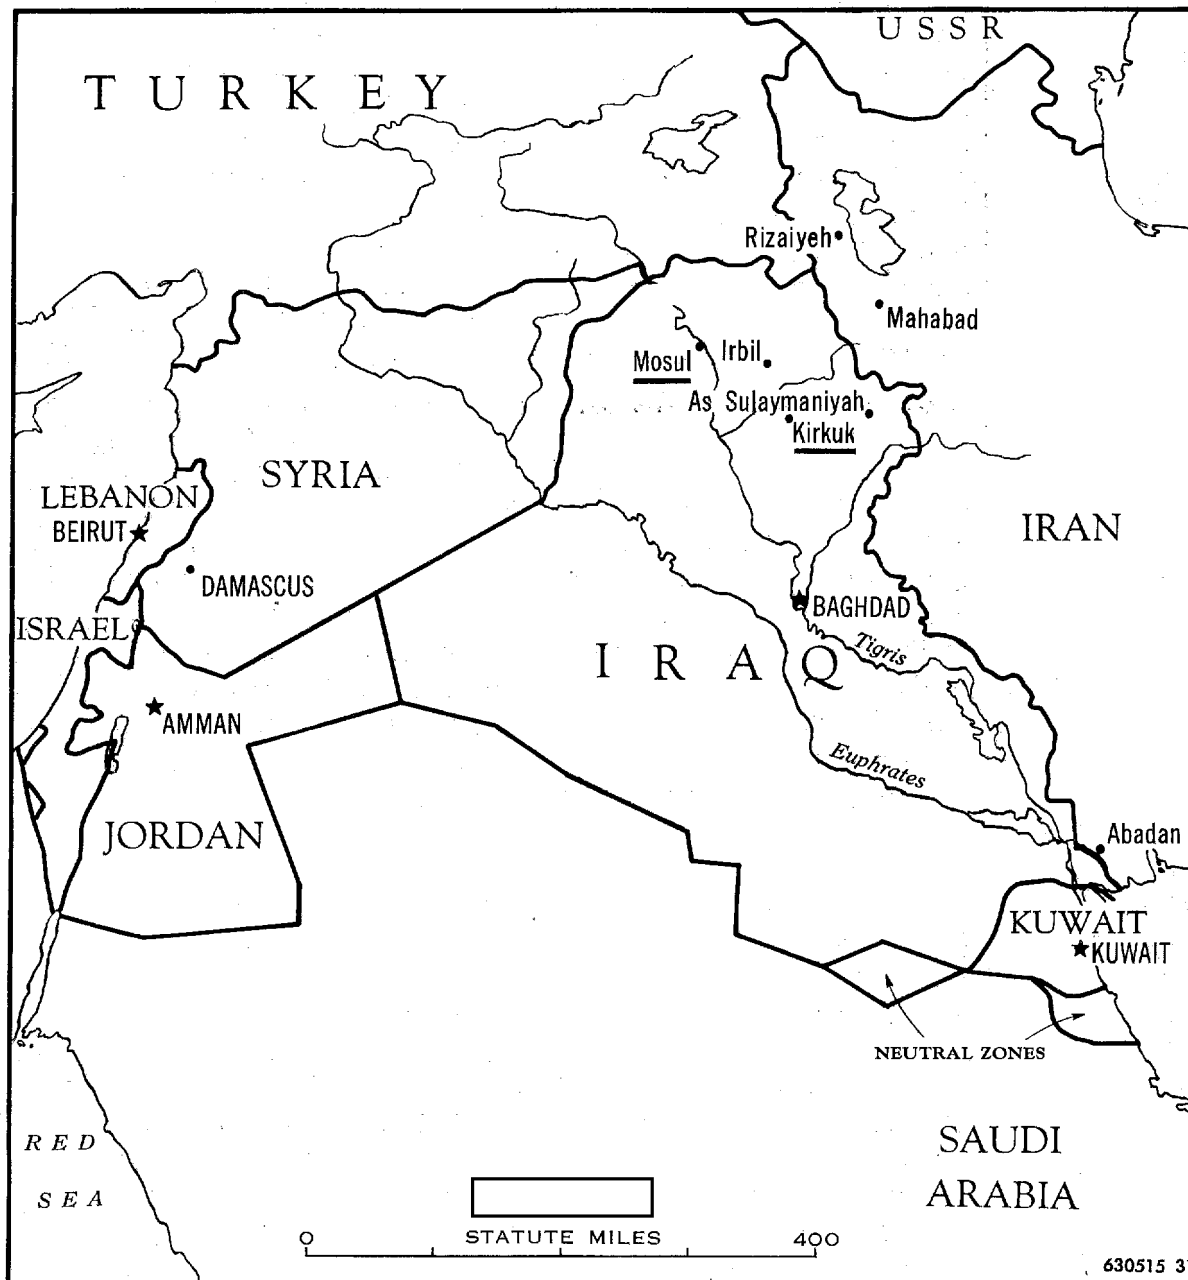 USSR
TURKEY
Rizaiyeh
Mahabad
Mosul
Irbil
As Sulaymaniyah
Kirkuk
SYRIA
LEBANON
BEIRUT
IRAN
DAMASCUS
BAGHDAD
ISRAEL
Tigris
IRAQ
AMMAN
Euphrates
JORDAN
Abadan
KUWAIT
KUWAIT
NEUTRAL ZONES
RED
SEA
SAUDI
ARABIA
STATUTE MILES
0 400
630515